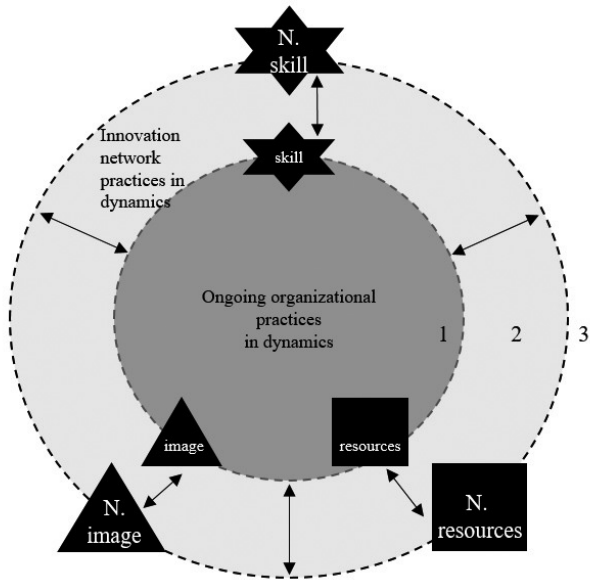 N.
skill
skill
Innovation
network
practices in
dynamics
Ongoing organizational
practices
in dynamics
1
2
3
image
resources
N.
image
N.
resources